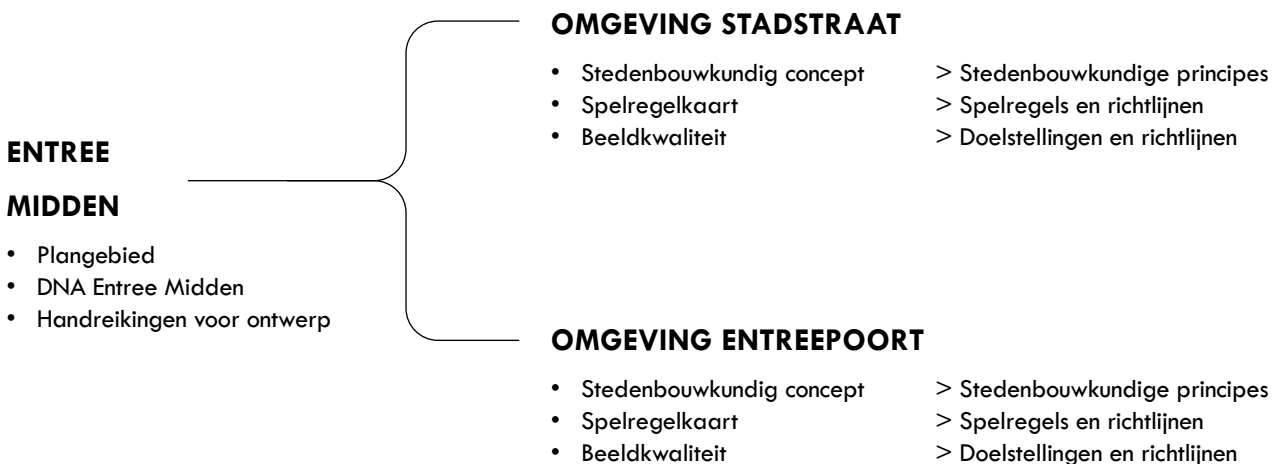 ENTREE
MIDDEN
• Plangebied
• DNA Entree Midden
• Handreikingen voor ontwerp
OMGEVING STADSTRAAT
• Stedenbouwkundig concept > Stedenbouwkundige principes
• Spelregelkaart > Spelregels en richtlijnen
• Beeldkwaliteit > Doelstellingen en richtlijnen
OMGEVING ENTREEPOORT
• Stedenbouwkundig concept > Stedenbouwkundige principes
• Spelregelkaart > Spelregels en richtlijnen
• Beeldkwaliteit > Doelstellingen en richtlijnen